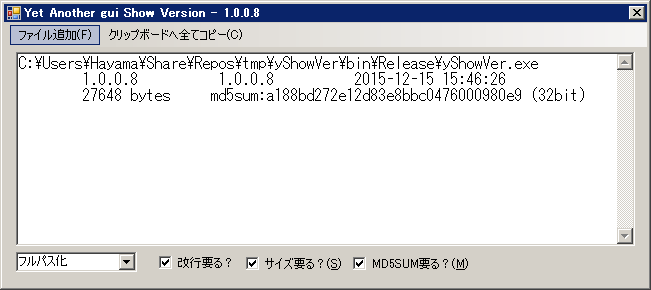 Yet Another gui Show Version - 1.0.0.8
ファイル追加(F) クリップボードへ全てコピー(C)
C:¥Users¥Hayama¥Share¥Repos¥tmp¥yShowVer¥bin¥Release¥yShowVer.exe
1.0.0.8 1.0.0.8 2015-12-15 15:46:26
27648 bytes md5sum:a188bd272e12d83e8bbc0476000980e9 (32bit)
フルパス化 改行要る? サイズ要る?(S) MD5SUM要る?(M)